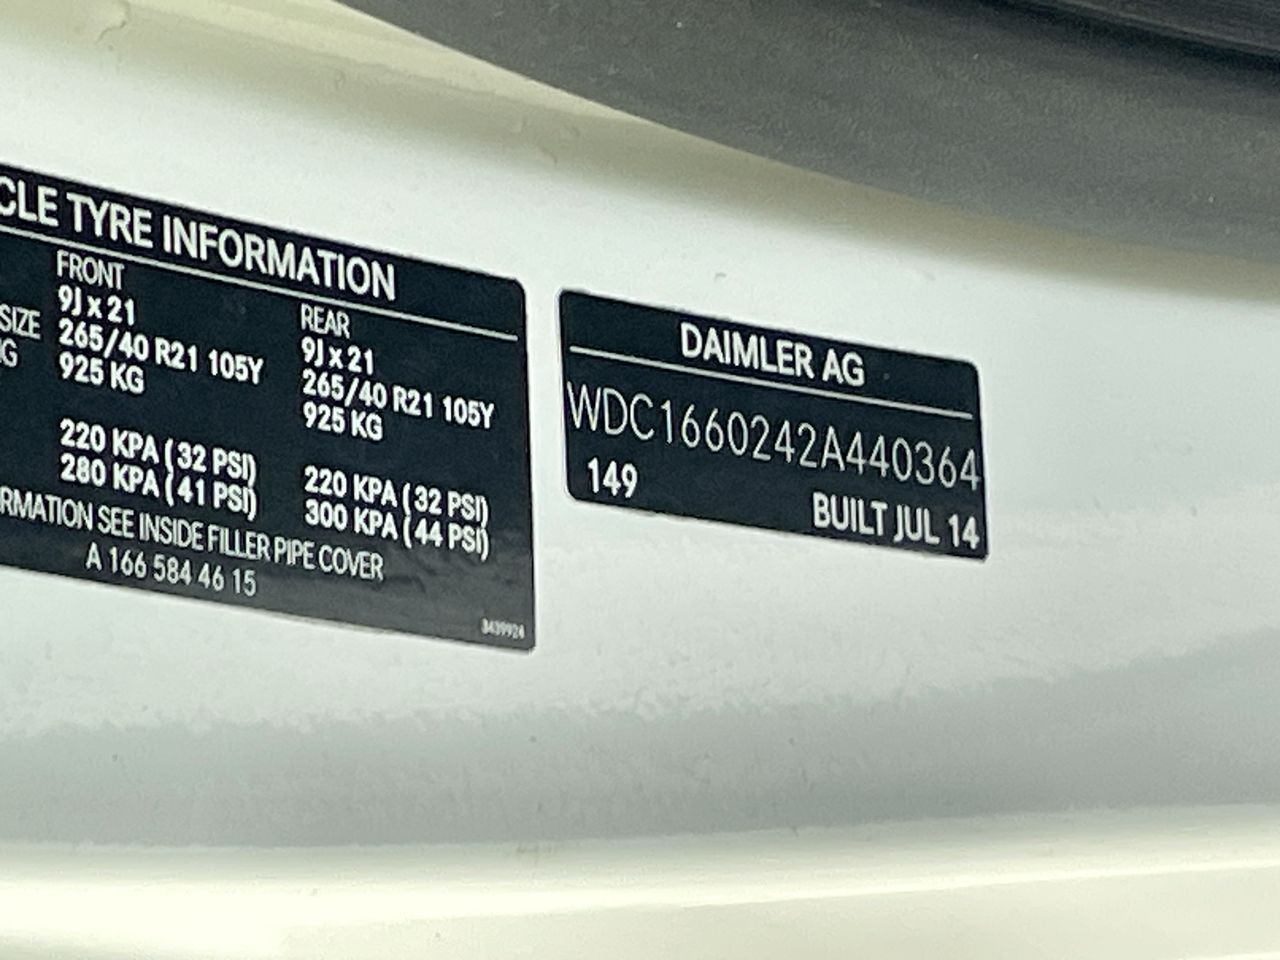 CLE TYRE INFORMATION
FRONT REAR
9J x 21 9J x 21
SIZE 265/40 R21 105Y 265/40 R21 105Y
G 925 KG 925 KG
220 KPA (32 PSI) 220 KPA (32 PSI)
280 KPA (41 PSI) 300 KPA (44 PSI)
RMATION SEE INSIDE FILLER PIPE COVER
A 166 584 46 15
3439924
DAIMLER AG
WDC1660242A440364
149 BUILT JUL 14